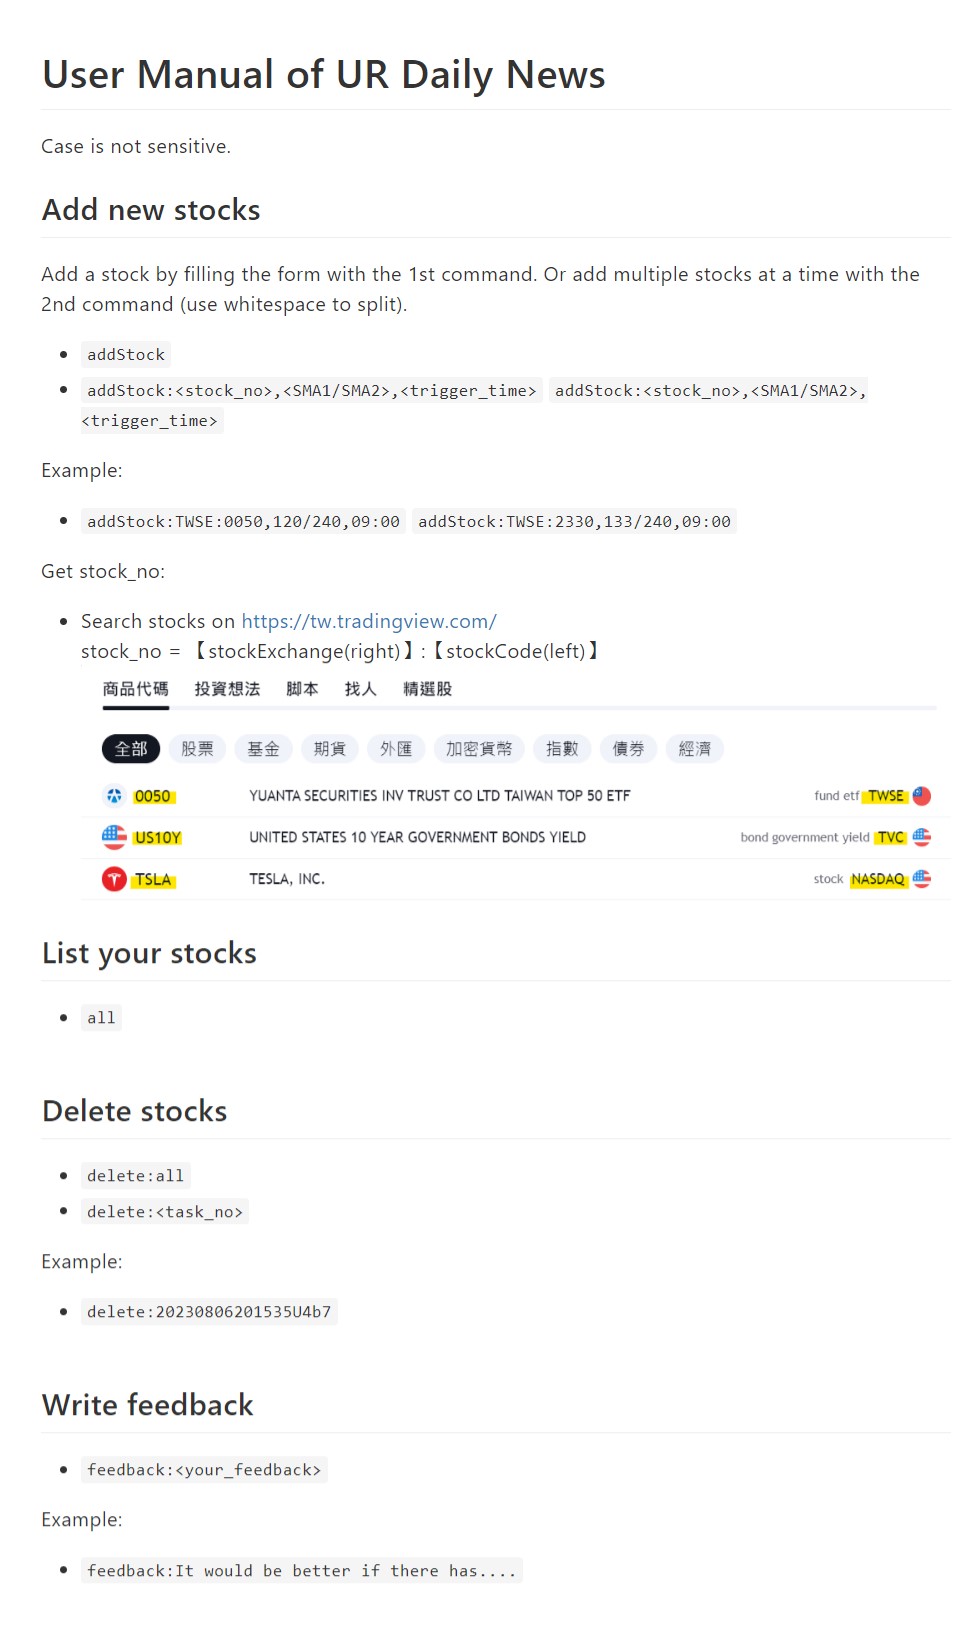 User Manual of UR Daily News
Case is not sensitive.
Add new stocks
Add a stock by filling the form with the 1st command. Or add multiple stocks at a time with the
2nd command (use whitespace to split).
addStock
addStock:<stock_no>,<SMA1/SMA2>,<trigger_time> addStock:<stock_no>,<SMA1/SMA2>,
<trigger_time>
Example:
addStock:TWSE:0050,120/240,09:00 addStock:TWSE:2330,133/240,09:00
Get stock_no:
Search stocks on https://tw.tradingview.com/
stock_no = 【stockExchange(right)】:【stockCode(left)】
商品代碼 投資想法 脚本 找人 精選股
全部 股票 基金 期貨 外匯 加密貨幣 指數 債券 經濟
0050 YUANTA SECURITIES INV TRUST CO LTD TAIWAN TOP 50 ETF fund etf TWSE
US10Y UNITED STATES 10 YEAR GOVERNMENT BONDS YIELD bond government yield TVC
TSLA TESLA, INC. stock NASDAQ
List your stocks
all
Delete stocks
delete:all
delete:<task_no>
Example:
delete:20230806201535U4b7
Write feedback
feedback:<your_feedback>
Example:
feedback:It would be better if there has....